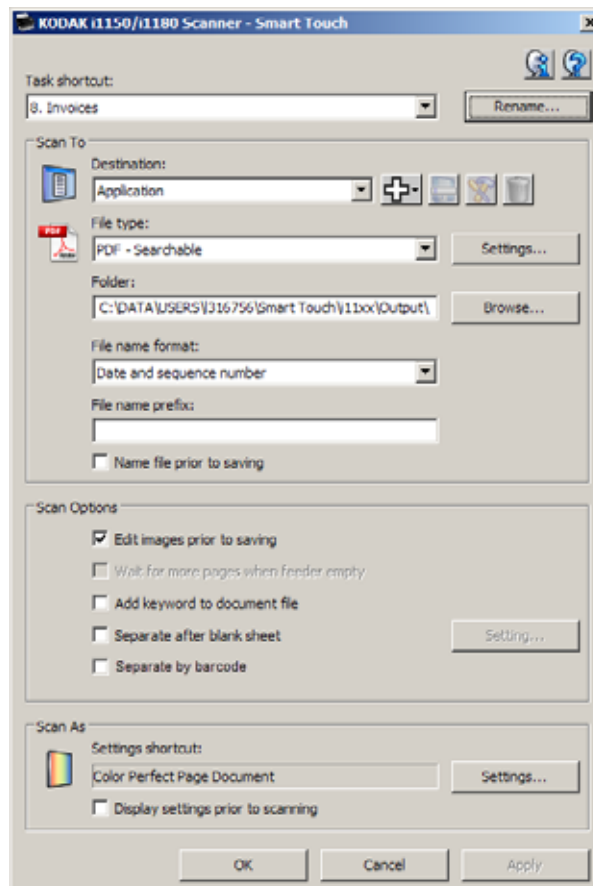 KODAK i1150/i1180 Scanner - Smart Touch
Task shortcut:
8. Invoices
Rename...
Scan To
Destination:
Application
File type:
PDF - Searchable
Settings...
Folder:
C:\DATA\USERS\J316756\Smart Touch\i11xx\Output\
Browse...
File name format:
Date and sequence number
File name prefix:
Name file prior to saving
Scan Options
Edit images prior to saving
Wait for more pages when feeder empty
Add keyword to document file
Separate after blank sheet
Setting...
Separate by barcode
Scan As
Settings shortcut:
Color Perfect Page Document
Settings...
Display settings prior to scanning
OK
Cancel
Apply